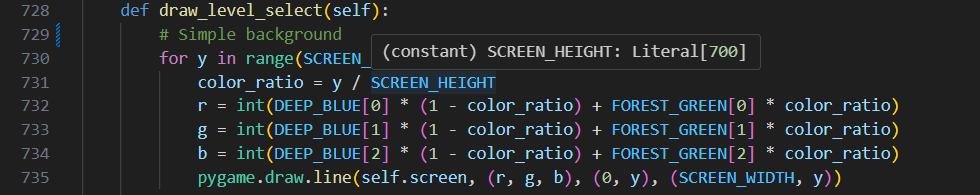 728 def draw_level_select(self):
729 # Simple background
(constant) SCREEN_HEIGHT: Literal[700]
730 for y in range(SCREEN_
731 color_ratio = y / SCREEN_HEIGHT
732 r = int(DEEP_BLUE[0] * (1 - color_ratio) + FOREST_GREEN[0] * color_ratio)
733 g = int(DEEP_BLUE[1] * (1 - color_ratio) + FOREST_GREEN[1] * color_ratio)
734 b = int(DEEP_BLUE[2] * (1 - color_ratio) + FOREST_GREEN[2] * color_ratio)
735 pygame.draw.line(self.screen, (r, g, b), (0, y), (SCREEN_WIDTH, y))